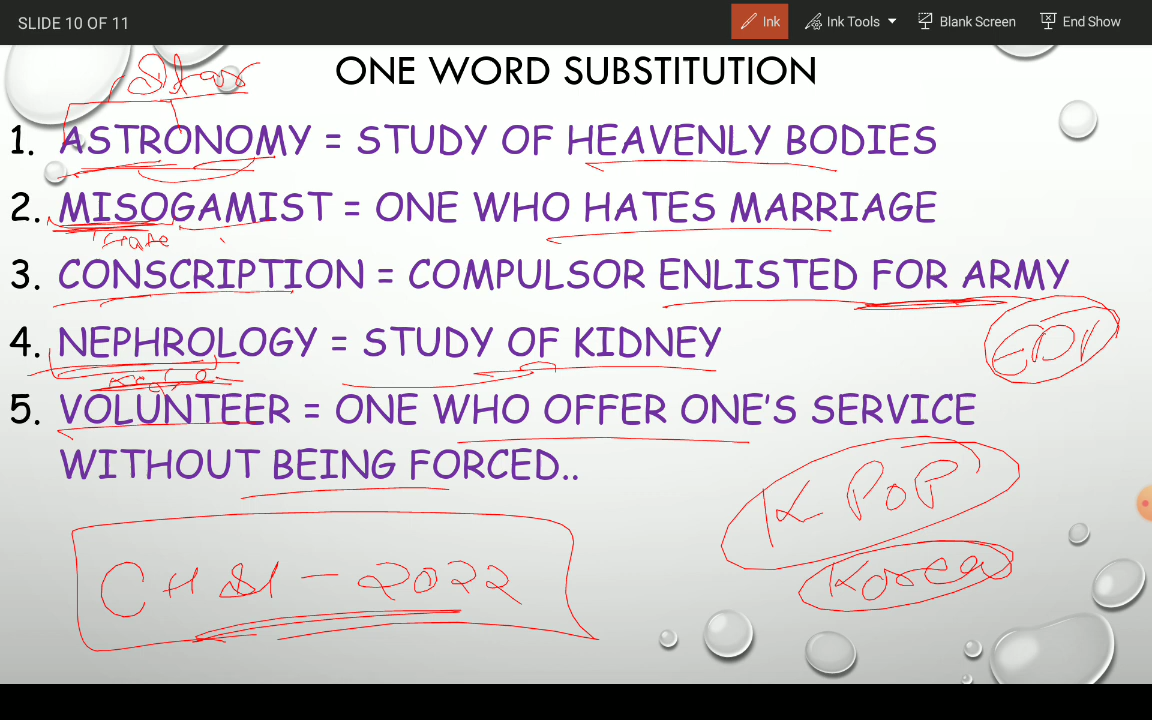 SLIDE 10 OF 11
Ink
Ink Tools
Blank Screen
End Show
ONE WORD SUBSTITUTION
Star
1. ASTRONOMY = STUDY OF HEAVENLY BODIES
2. MISOGAMIST = ONE WHO HATES MARRIAGE
3. CONSCRIPTION = COMPULSOR ENLISTED FOR ARMY
4. NEPHROLOGY = STUDY OF KIDNEY
5. VOLUNTEER = ONE WHO OFFER ONE'S SERVICE
WITHOUT BEING FORCED..
K POP
Korea
2022